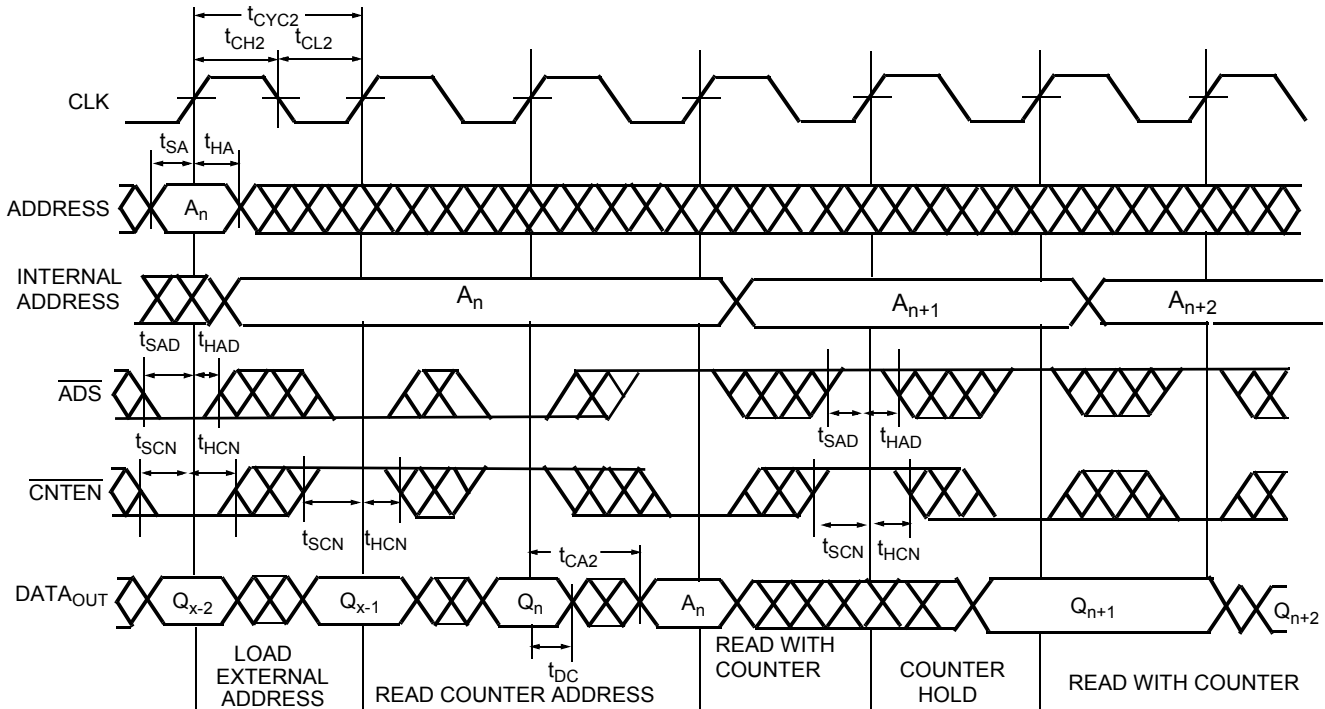 tCYC2
tCH2 tCL2
CLK
tSA tHA
ADDRESS An
INTERNAL
ADDRESS
An An+1 An+2
tSAD tHAD
ADS
tSCN tHCN tSAD tHAD
CNTEN
tSCN tHCN tSCN tHCN
tCA2
DATAOUT Qx-2 Qx-1 Qn An Qn+1 Qn+2
tDC
LOAD
EXTERNAL
ADDRESS
READ COUNTER ADDRESS
READ WITH
COUNTER
COUNTER
HOLD
READ WITH COUNTER